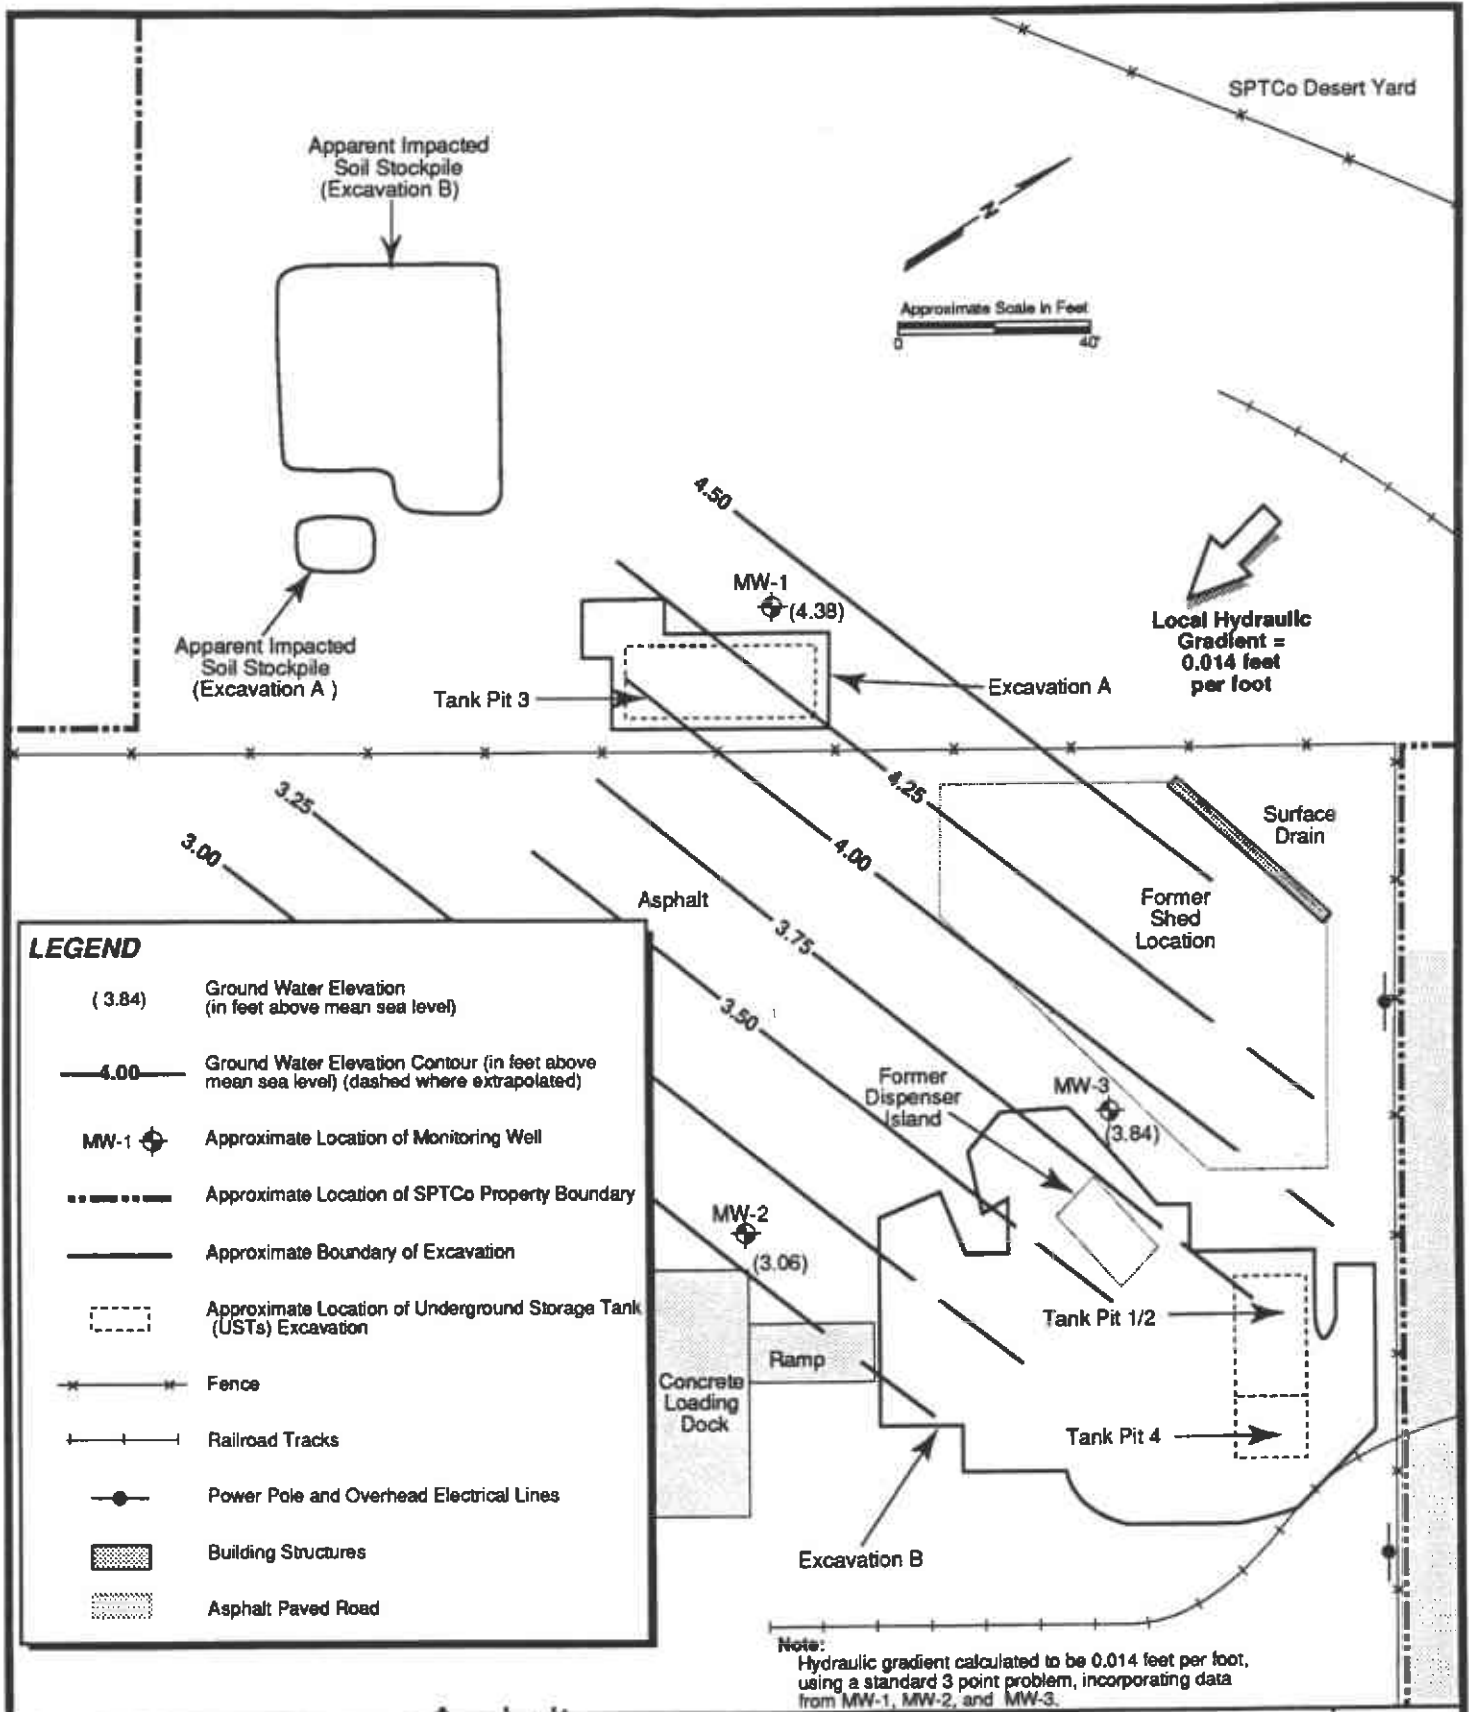 SPTCo Desert Yard
Apparent Impacted
Soil Stockpile
(Excavation B)
N
Approximate Scale in Feet
0 40'
4.50
MW-1
(4.38)
Local Hydraulic
Gradient =
0.014 feet
per foot
Apparent Impacted
Soil Stockpile
(Excavation A )
Tank Pit 3
Excavation A
3.25
4.25
Surface
Drain
3.00
4.00
Asphalt
Former
Shed
Location
3.75
3.50
Former
Dispenser
Island
MW-3
(3.84)
MW-2
(3.06)
Tank Pit 1/2
Ramp
Concrete
Loading
Dock
Tank Pit 4
Excavation B
LEGEND
( 3.84)
Ground Water Elevation
(in feet above mean sea level)
4.00
Ground Water Elevation Contour (in feet above
mean sea level) (dashed where extrapolated)
MW-1
Approximate Location of Monitoring Well
Approximate Location of SPTCo Property Boundary
Approximate Boundary of Excavation
Approximate Location of Underground Storage Tank
(USTs) Excavation
Fence
Railroad Tracks
Power Pole and Overhead Electrical Lines
Building Structures
Asphalt Paved Road
Note:
Hydraulic gradient calculated to be 0.014 feet per foot,
using a standard 3 point problem, incorporating data
from MW-1, MW-2, and MW-3.